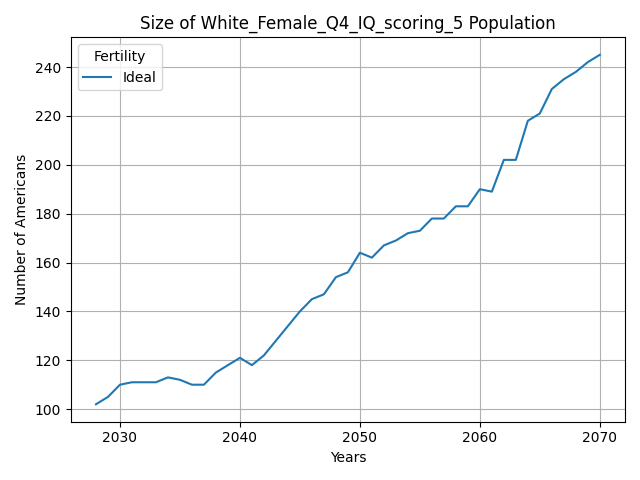 Size of White_Female_Q4_IQ_scoring_5 Population
Fertility
Ideal
Number of Americans
240
220
200
180
160
140
120
100
2030 2040 2050 2060 2070
Years